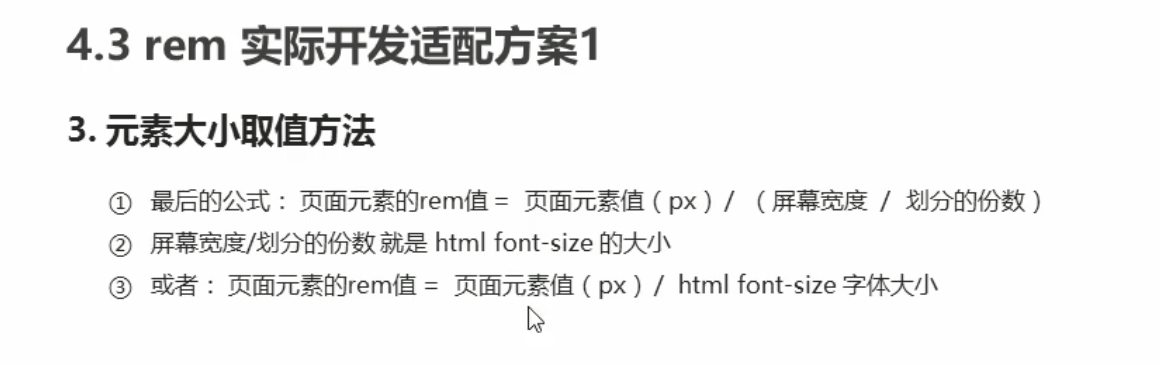 4.3 rem 实际开发适配方案1
3. 元素大小取值方法
① 最后的公式：页面元素的rem值 = 页面元素值（px）/ （屏幕宽度 / 划分的份数）
② 屏幕宽度/划分的份数 就是 html font-size 的大小
③ 或者：页面元素的rem值 = 页面元素值（px）/ html font-size 字体大小